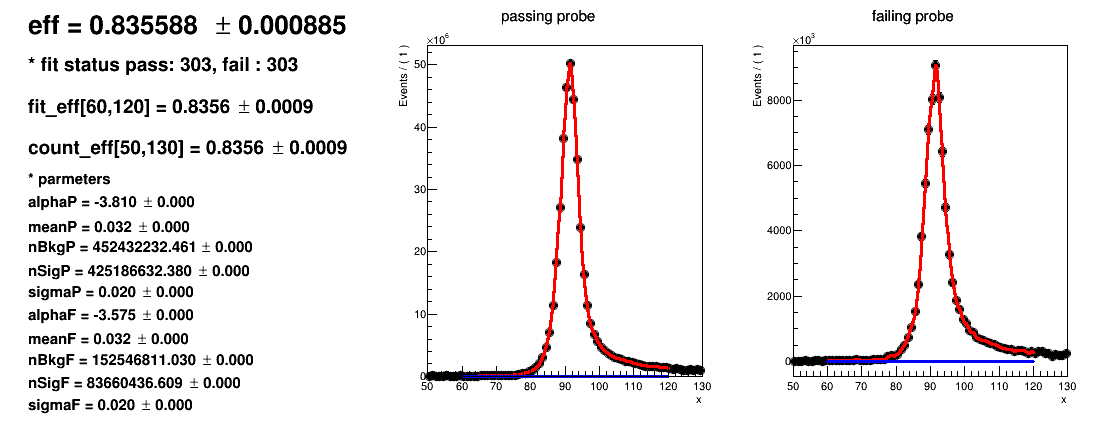 eff = 0.835588 ± 0.000885
* fit status pass: 303, fail : 303
fit_eff[60,120] = 0.8356 ± 0.0009
count_eff[50,130] = 0.8356 ± 0.0009
* parmeters
alphaP = -3.810 ± 0.000
meanP = 0.032 ± 0.000
nBkgP = 452432232.461 ± 0.000
nSigP = 425186632.380 ± 0.000
sigmaP = 0.020 ± 0.000
alphaF = -3.575 ± 0.000
meanF = 0.032 ± 0.000
nBkgF = 152546811.030 ± 0.000
nSigF = 83660436.609 ± 0.000
sigmaF = 0.020 ± 0.000
passing probe
×10⁶
Events / ( 1 )
50
40
30
20
10
0
50 60 70 80 90 100 110 120 130
x
failing probe
×10³
Events / ( 1 )
8000
6000
4000
2000
0
50 60 70 80 90 100 110 120 130
x